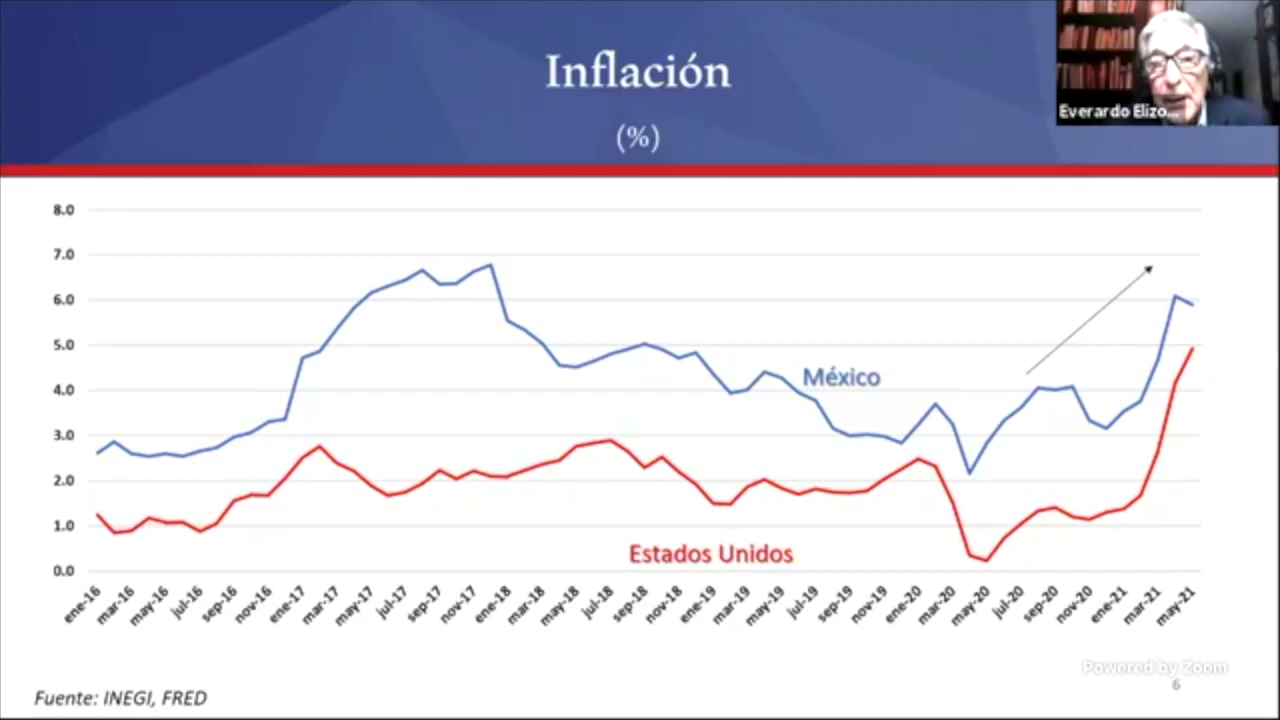 Inflación
(%)
Everardo Elizo...
8.0
7.0
6.0
5.0
4.0
3.0
2.0
1.0
0.0
México
Estados Unidos
ene-16 mar-16 may-16 jul-16 sep-16 nov-16 ene-17 mar-17 may-17 jul-17 sep-17 nov-17 ene-18 mar-18 may-18 jul-18 sep-18 nov-18 ene-19 mar-19 may-19 jul-19 sep-19 nov-19 ene-20 mar-20 may-20 jul-20 sep-20 nov-20 ene-21 mar-21 may-21
Powered by Zoom
6
Fuente: INEGI, FRED